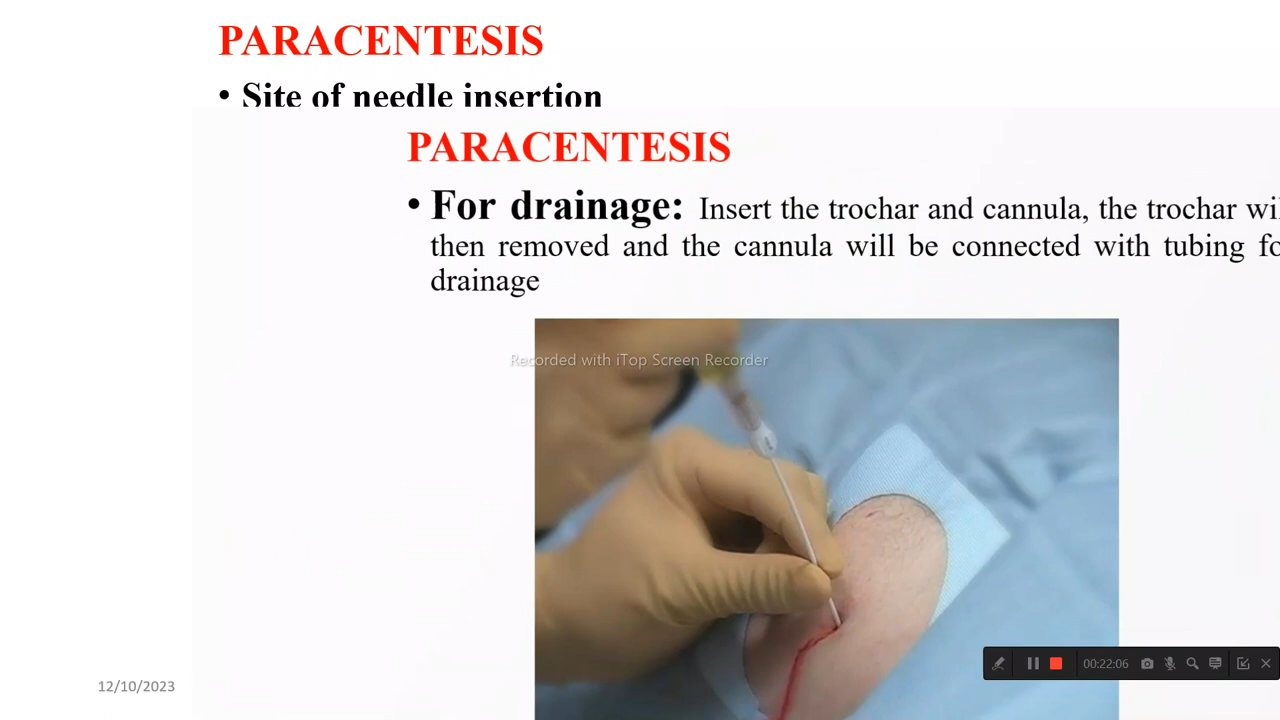 PARACENTESIS
• Site of needle insertion
PARACENTESIS
• For drainage: Insert the trochar and cannula, the trochar
then removed and the cannula will be connected with tubing
drainage
Recorded with iTop Screen Recorder
00:22:06
12/10/2023